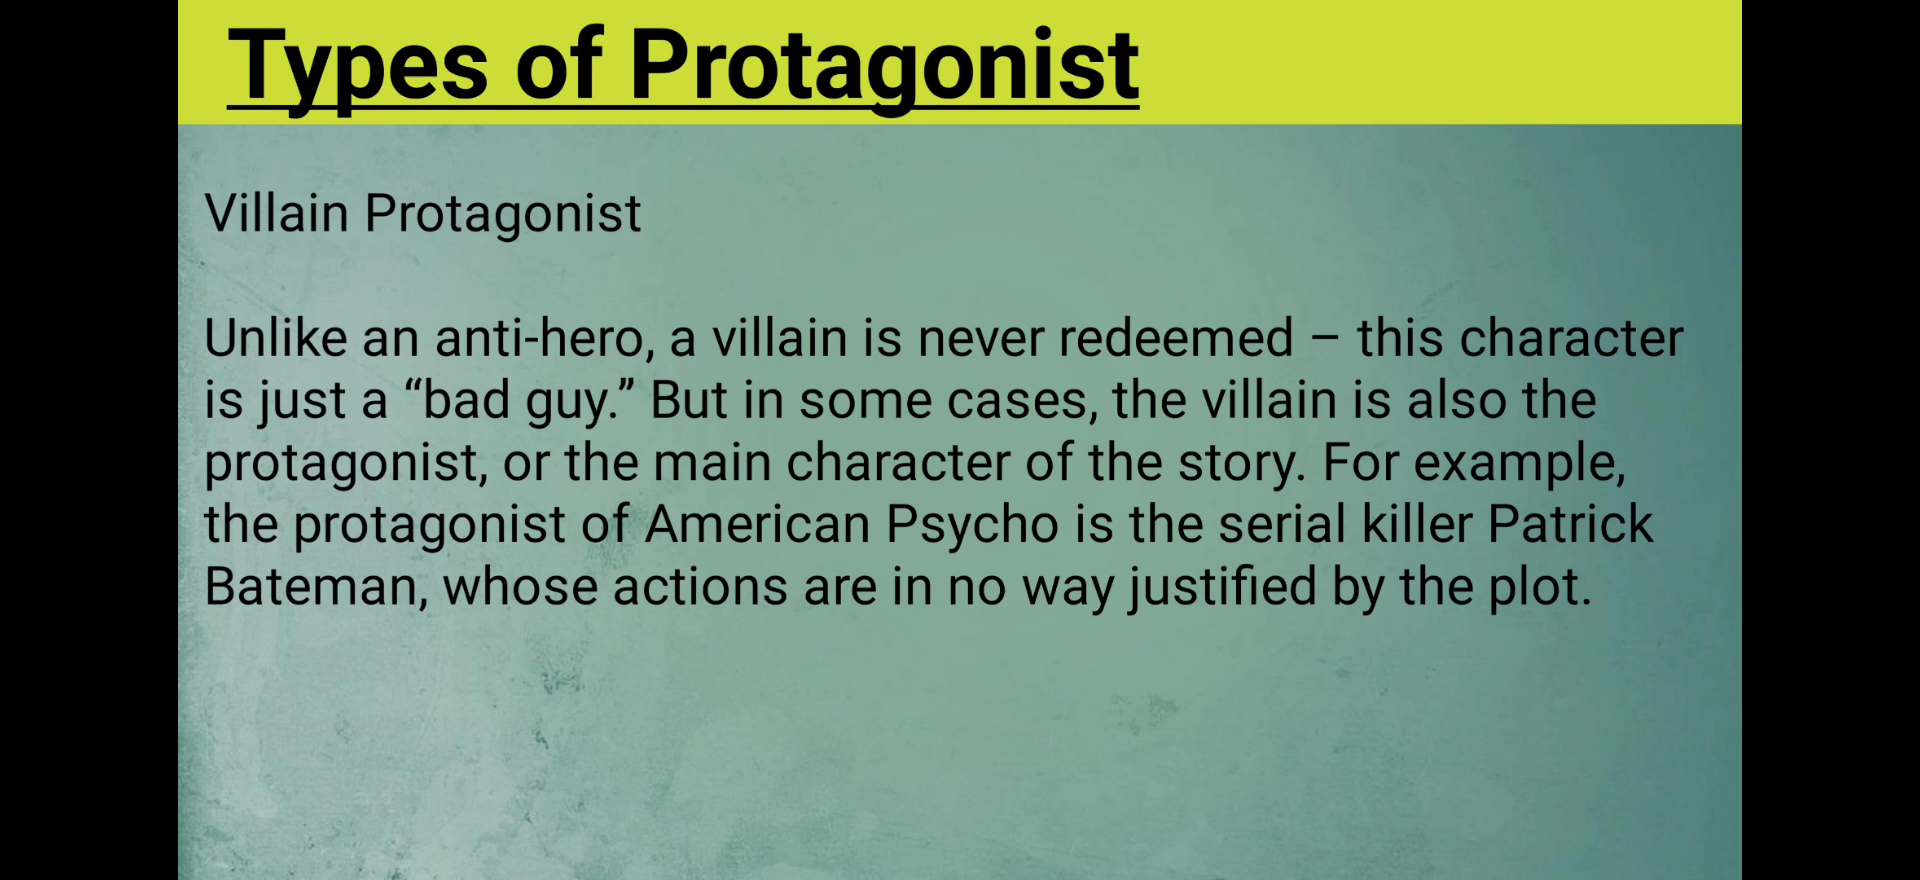 Types of Protagonist
Villain Protagonist
Unlike an anti-hero, a villain is never redeemed – this character
is just a “bad guy.” But in some cases, the villain is also the
protagonist, or the main character of the story. For example,
the protagonist of American Psycho is the serial killer Patrick
Bateman, whose actions are in no way justified by the plot.